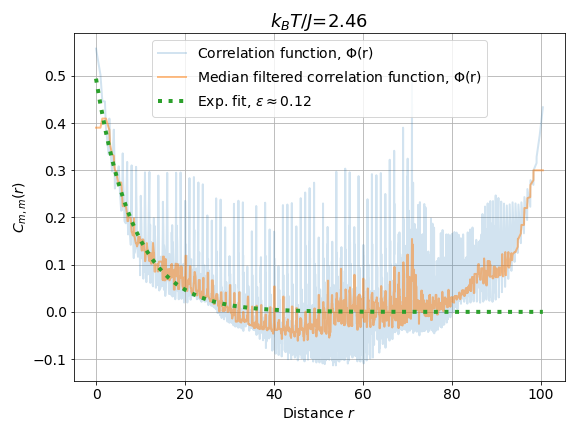 k_BT/J=2.46
Correlation function, Φ(r)
Median filtered correlation function, Φ(r)
Exp. fit, ε≈0.12
C_{m,m}(r)
0.5
0.4
0.3
0.2
0.1
0.0
−0.1
0 20 40 60 80 100
Distance r